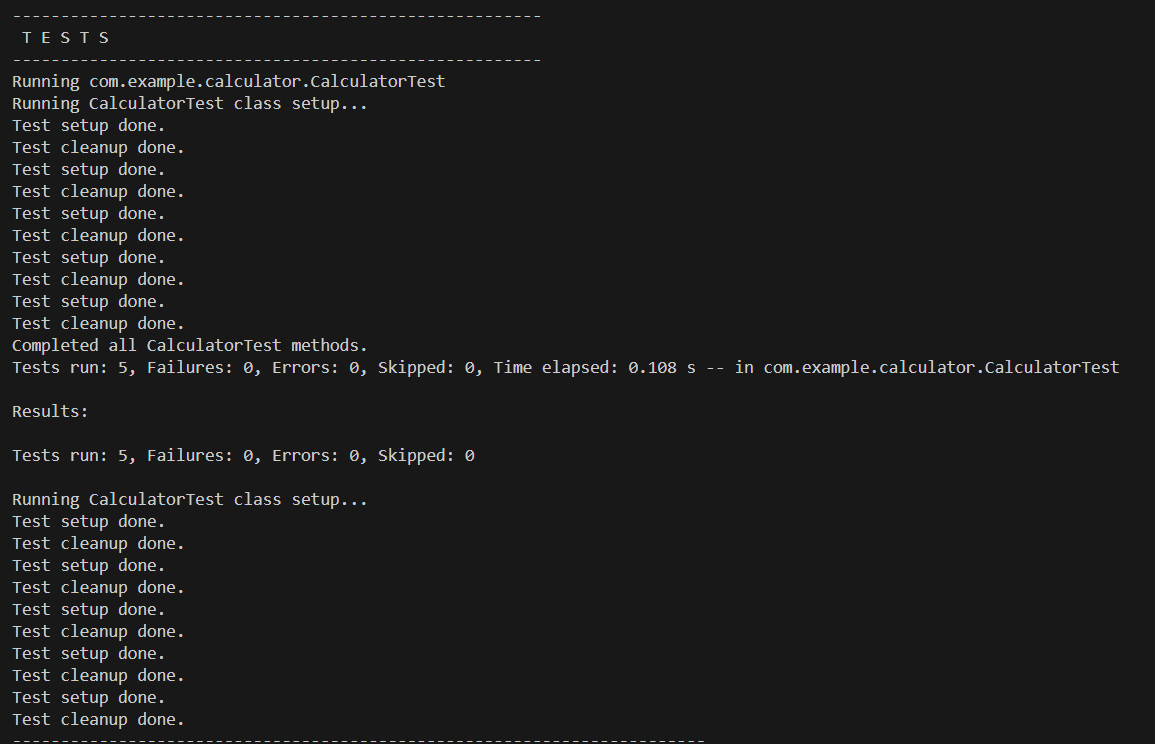 -------------------------------------------------------
 T E S T S
-------------------------------------------------------
Running com.example.calculator.CalculatorTest
Running CalculatorTest class setup...
Test setup done.
Test cleanup done.
Test setup done.
Test cleanup done.
Test setup done.
Test cleanup done.
Test setup done.
Test cleanup done.
Test setup done.
Test cleanup done.
Completed all CalculatorTest methods.
Tests run: 5, Failures: 0, Errors: 0, Skipped: 0, Time elapsed: 0.108 s -- in com.example.calculator.CalculatorTest

Results:

Tests run: 5, Failures: 0, Errors: 0, Skipped: 0

Running CalculatorTest class setup...
Test setup done.
Test cleanup done.
Test setup done.
Test cleanup done.
Test setup done.
Test cleanup done.
Test setup done.
Test cleanup done.
Test setup done.
Test cleanup done.
------------------------------------------------------------------------